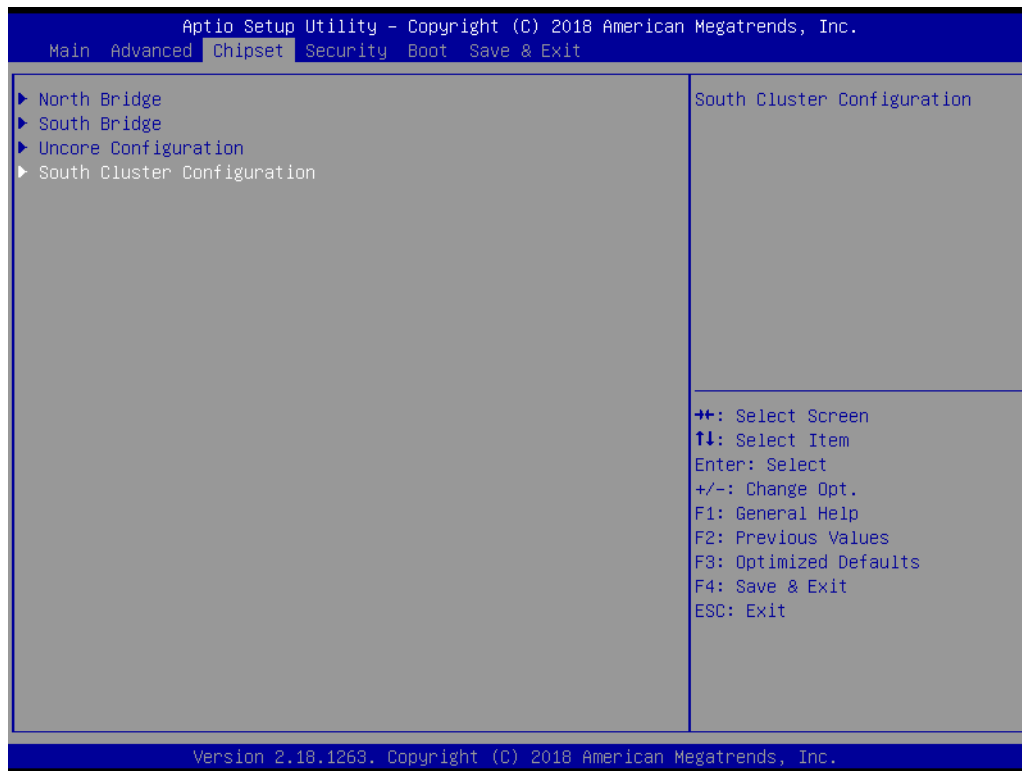 Aptio Setup Utility – Copyright (C) 2018 American Megatrends, Inc.
Main Advanced Chipset Security Boot Save & Exit
▶ North Bridge
▶ South Bridge
▶ Uncore Configuration
▶ South Cluster Configuration
South Cluster Configuration
→←: Select Screen
↑↓: Select Item
Enter: Select
+/-: Change Opt.
F1: General Help
F2: Previous Values
F3: Optimized Defaults
F4: Save & Exit
ESC: Exit
Version 2.18.1263. Copyright (C) 2018 American Megatrends, Inc.